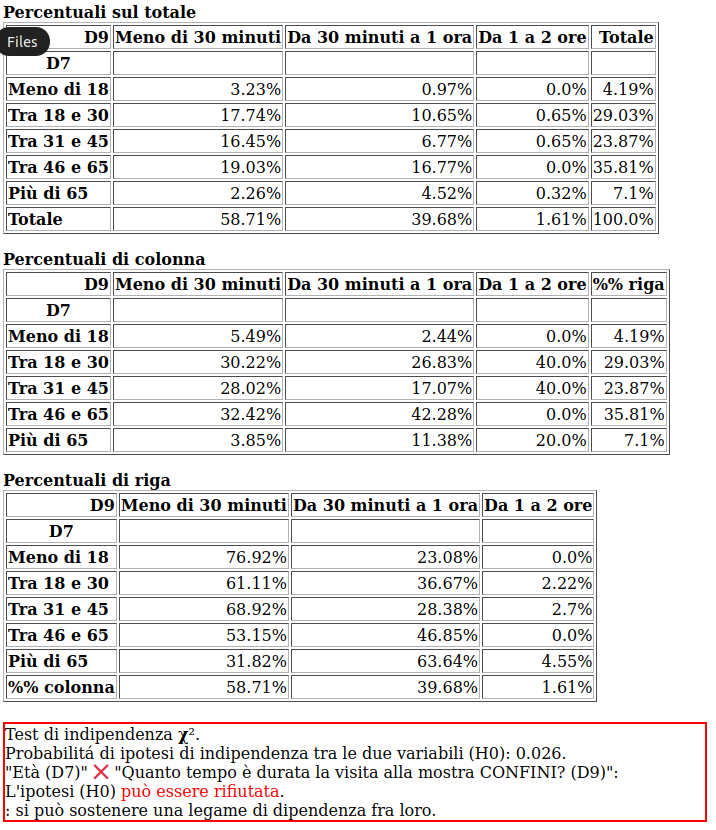 Percentuali sul totale
Files
D9 Meno di 30 minuti Da 30 minuti a 1 ora Da 1 a 2 ore Totale
D7
Meno di 18 3.23% 0.97% 0.0% 4.19%
Tra 18 e 30 17.74% 10.65% 0.65% 29.03%
Tra 31 e 45 16.45% 6.77% 0.65% 23.87%
Tra 46 e 65 19.03% 16.77% 0.0% 35.81%
Più di 65 2.26% 4.52% 0.32% 7.1%
Totale 58.71% 39.68% 1.61% 100.0%
Percentuali di colonna
D9 Meno di 30 minuti Da 30 minuti a 1 ora Da 1 a 2 ore %% riga
D7
Meno di 18 5.49% 2.44% 0.0% 4.19%
Tra 18 e 30 30.22% 26.83% 40.0% 29.03%
Tra 31 e 45 28.02% 17.07% 40.0% 23.87%
Tra 46 e 65 32.42% 42.28% 0.0% 35.81%
Più di 65 3.85% 11.38% 20.0% 7.1%
Percentuali di riga
D9 Meno di 30 minuti Da 30 minuti a 1 ora Da 1 a 2 ore
D7
Meno di 18 76.92% 23.08% 0.0%
Tra 18 e 30 61.11% 36.67% 2.22%
Tra 31 e 45 68.92% 28.38% 2.7%
Tra 46 e 65 53.15% 46.85% 0.0%
Più di 65 31.82% 63.64% 4.55%
%% colonna 58.71% 39.68% 1.61%
Test di indipendenza χ².
Probabilitá di ipotesi di indipendenza tra le due variabili (H0): 0.026.
"Età (D7)" ❌ "Quanto tempo è durata la visita alla mostra CONFINI? (D9)":
L'ipotesi (H0) può essere rifiutata.
: si può sostenere una legame di dipendenza fra loro.